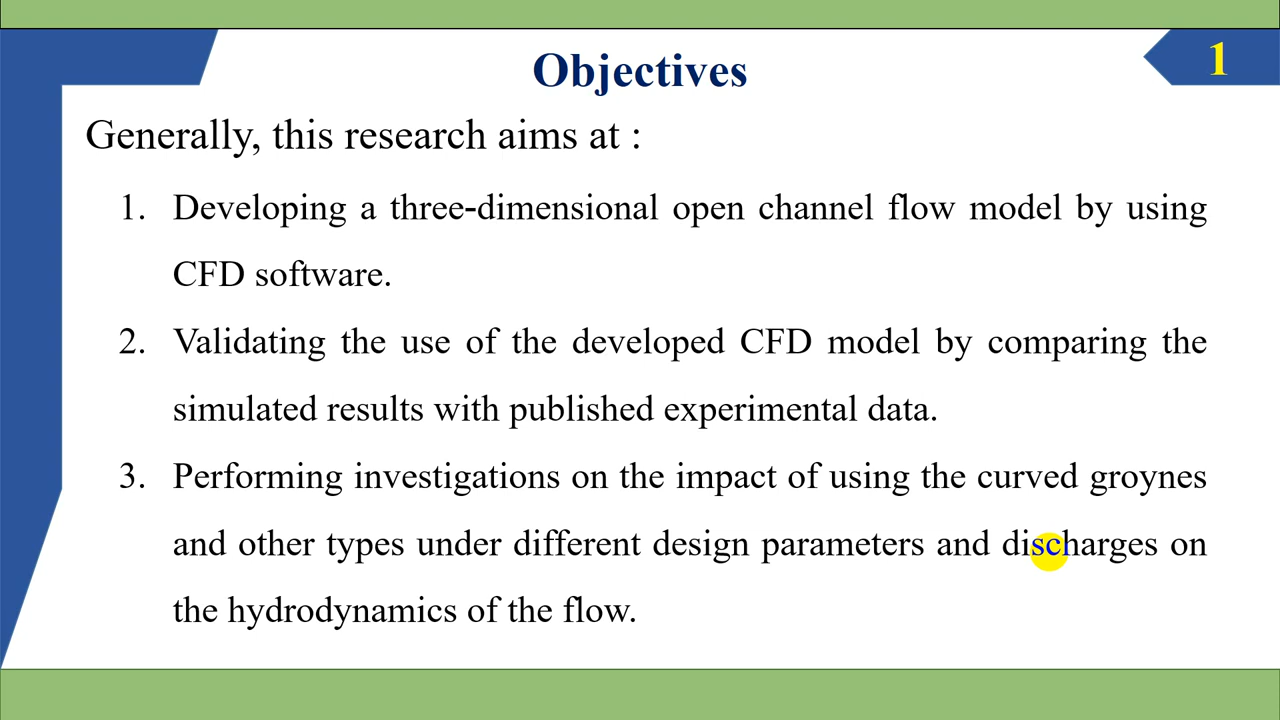 Objectives
1
Generally, this research aims at :
1. Developing a three-dimensional open channel flow model by using
CFD software.
2. Validating the use of the developed CFD model by comparing the
simulated results with published experimental data.
3. Performing investigations on the impact of using the curved groynes
and other types under different design parameters and discharges on
the hydrodynamics of the flow.